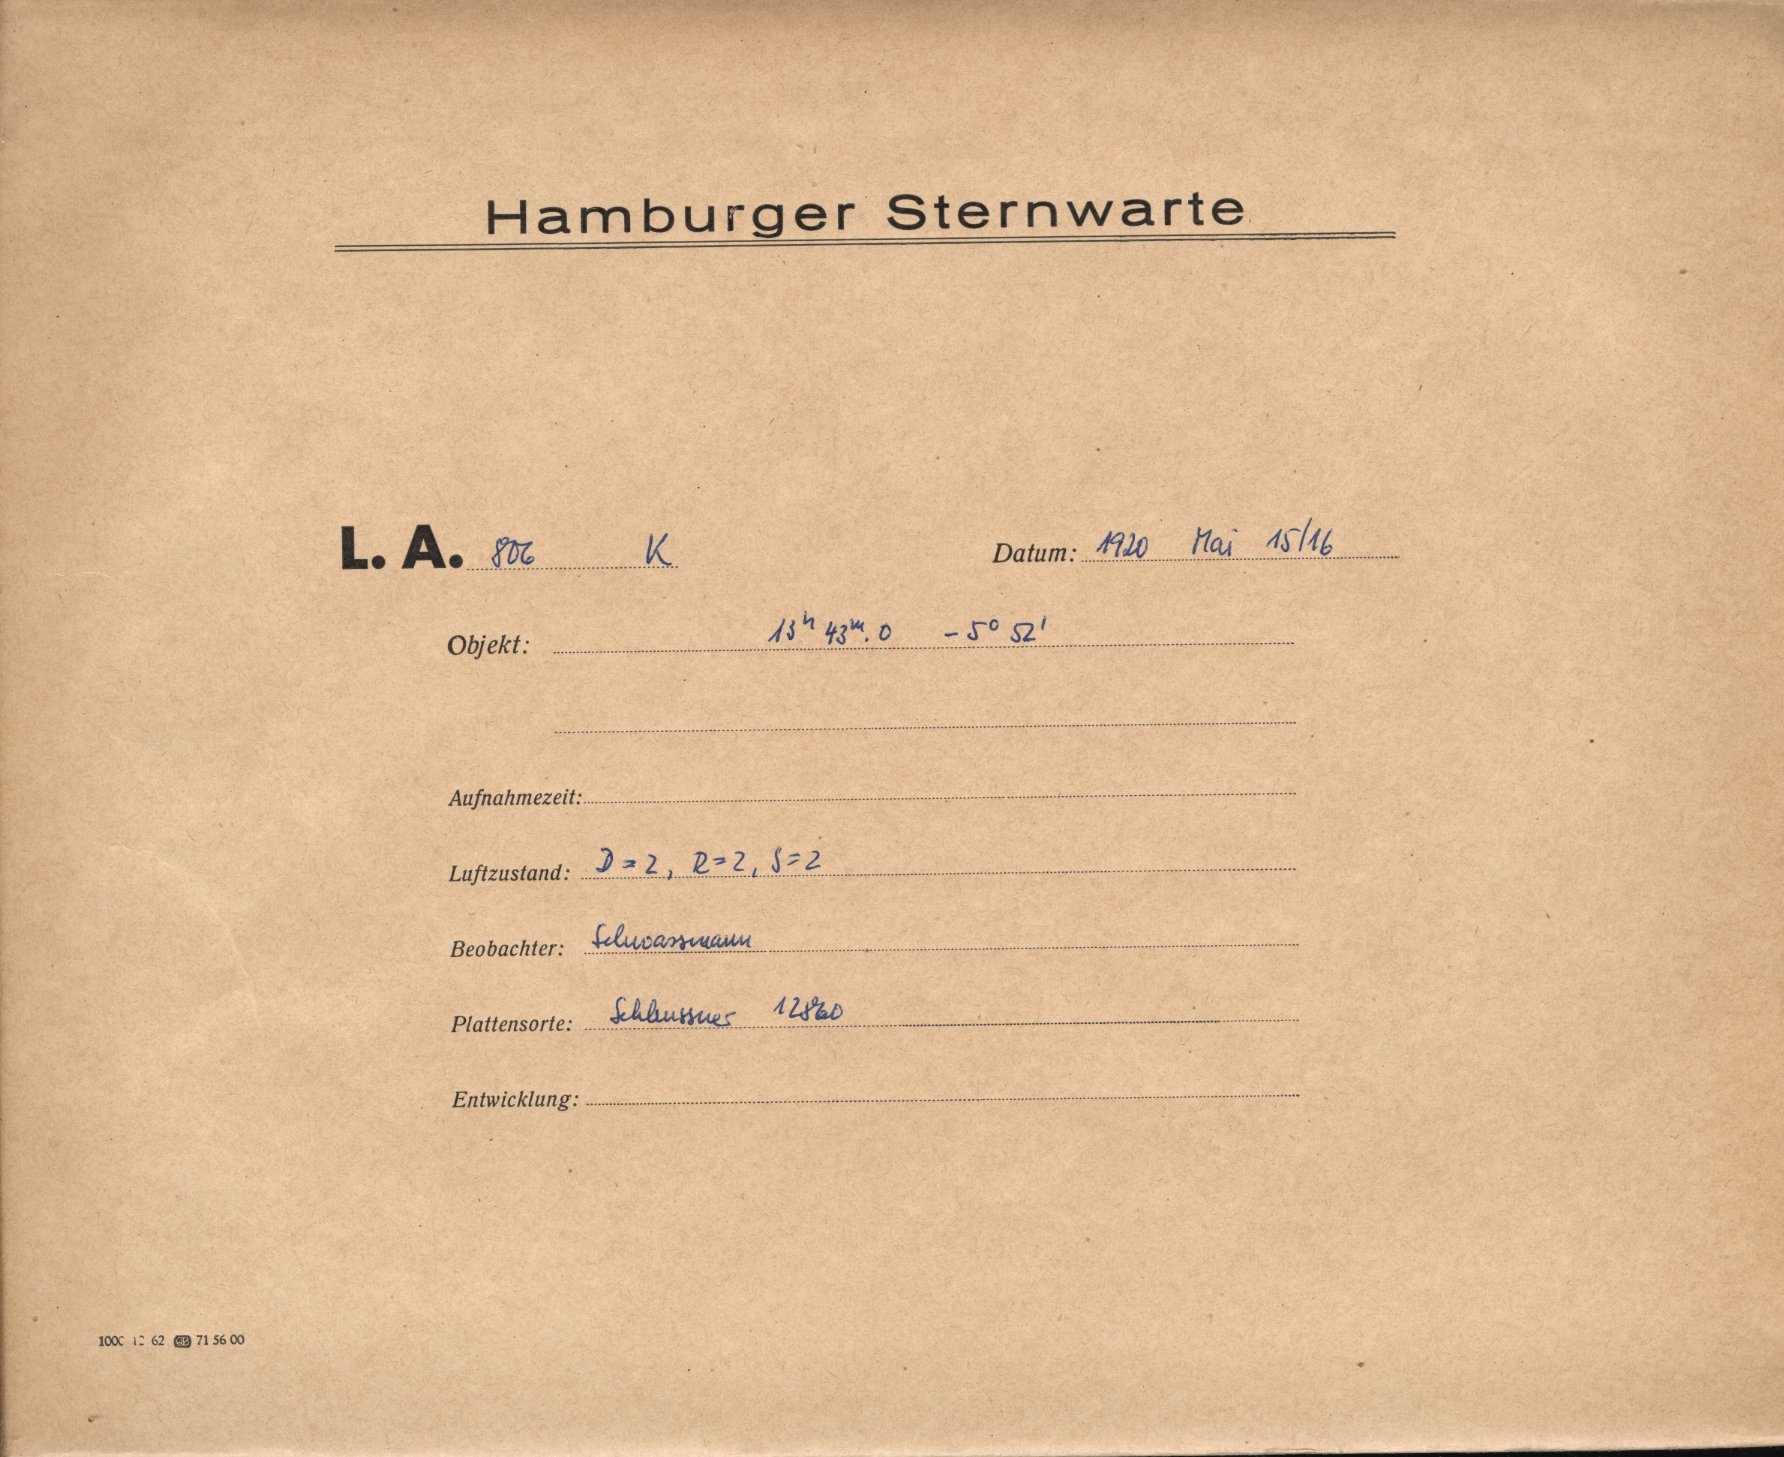 Hamburger Sternwarte
L. A. 806 K Datum: 1920 Mai 15/16
Objekt: 13h 43m.0 -5° 52'
Aufnahmezeit:
Luftzustand: D=2, R=2, S=2
Beobachter: Schwassmann
Plattensorte: Schleussner
Entwicklung:
62 71 56 00